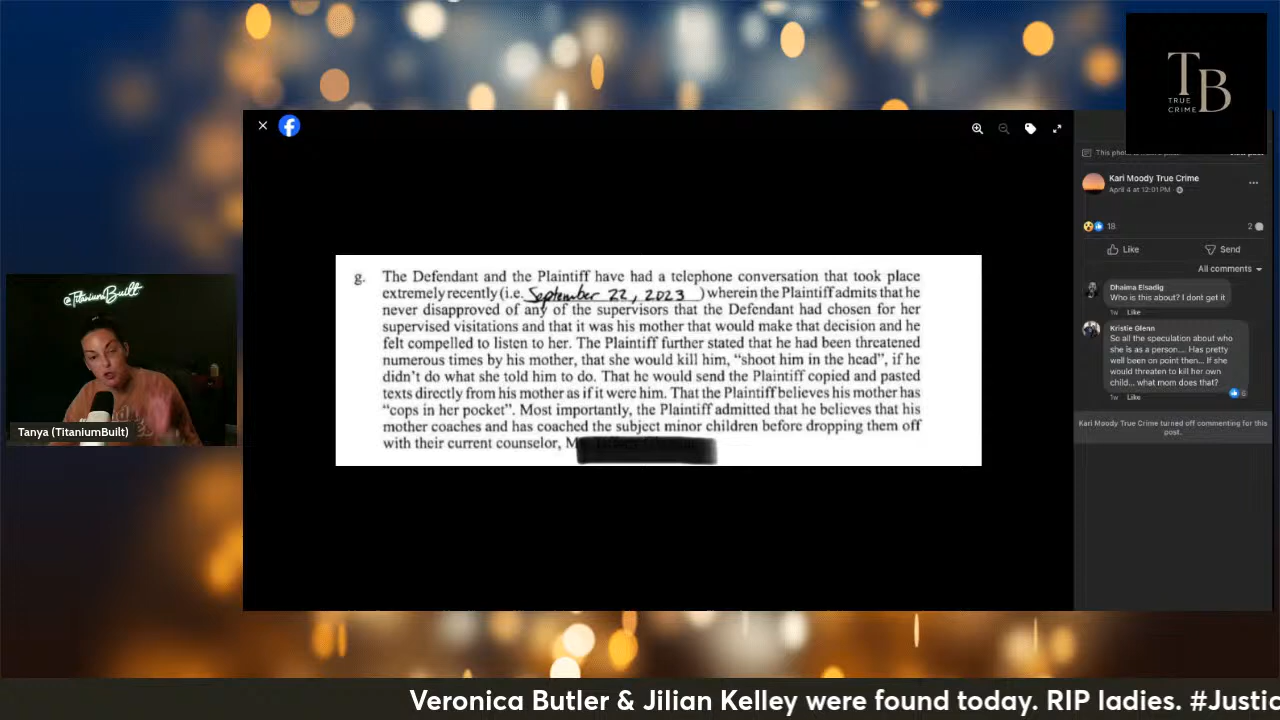 TB
TRUE
CRIME
This photo
Kari Moody True Crime
April 4 at 12:01 PM
18
2
Like
Send
All comments
Dhaima Elsadig
Who is this about? I dont get it
1w Like
Kristie Glenn
So all the speculation about who
she is as a person.... Has pretty
well been on point then... If she
would threaten to kill her own
child... what mom does that?
6
1w Like
Kari Moody True Crime turned off commenting for this
post.
g. The Defendant and the Plaintiff have had a telephone conversation that took place
extremely recently (i.e. September 22, 2023 ) wherein the Plaintiff admits that he
never disapproved of any of the supervisors that the Defendant had chosen for her
supervised visitations and that it was his mother that would make that decision and he
felt compelled to listen to her. The Plaintiff further stated that he had been threatened
numerous times by his mother, that she would kill him, “shoot him in the head”, if he
didn’t do what she told him to do. That he would send the Plaintiff copied and pasted
texts directly from his mother as if it were him. That the Plaintiff believes his mother has
“cops in her pocket”. Most importantly, the Plaintiff admitted that he believes that his
mother coaches and has coached the subject minor children before dropping them off
with their current counselor,
@TitaniumBuilt
Tanya (TitaniumBuilt)
Veronica Butler & Jilian Kelley were found today. RIP ladies. #Justic